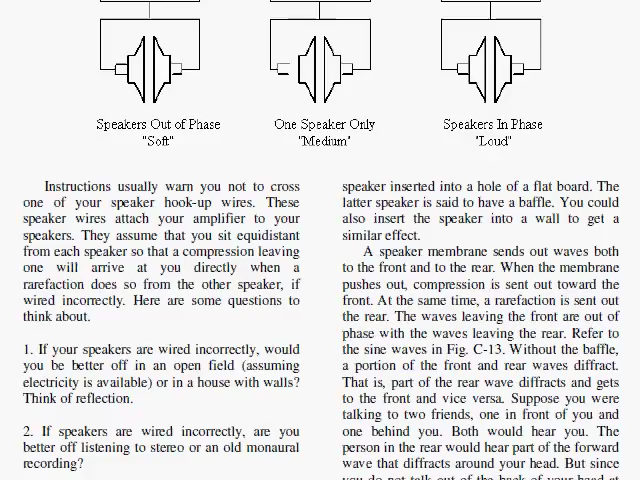 Speakers Out of Phase
"Soft"
One Speaker Only
"Medium"
Speakers In Phase
"Loud"
Instructions usually warn you not to cross
one of your speaker hook-up wires. These
speaker wires attach your amplifier to your
speakers. They assume that you sit equidistant
from each speaker so that a compression leaving
one will arrive at you directly when a
rarefaction does so from the other speaker, if
wired incorrectly. Here are some questions to
think about.
1. If your speakers are wired incorrectly, would
you be better off in an open field (assuming
electricity is available) or in a house with walls?
Think of reflection.
2. If speakers are wired incorrectly, are you
better off listening to stereo or an old monaural
recording?
speaker inserted into a hole of a flat board. The
latter speaker is said to have a baffle. You could
also insert the speaker into a wall to get a
similar effect.
A speaker membrane sends out waves both
to the front and to the rear. When the membrane
pushes out, compression is sent out toward the
front. At the same time, a rarefaction is sent out
the rear. The waves leaving the front are out of
phase with the waves leaving the rear. Refer to
the sine waves in Fig. C-13. Without the baffle,
a portion of the front and rear waves diffract.
That is, part of the rear wave diffracts and gets
to the front and vice versa. Suppose you were
talking to two friends, one in front of you and
one behind you. Both would hear you. The
person in the rear would hear part of the forward
wave that diffracts around your head. But since
you do not talk out of the back of your head at